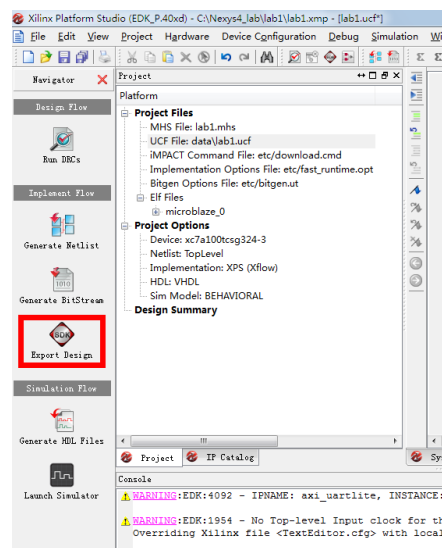 Xilinx Platform Studio (EDK_P.40xd) - C:\Nexys4_lab\lab1\lab1.xmp - [lab1.ucf*]
File Edit View Project Hardware Device Configuration Debug Simulation
Navigator
Project
Platform
Design Flow
Project Files
MHS File: lab1.mhs
UCF File: data\lab1.ucf
iMPACT Command File: etc/download.cmd
Run DRCs
Implementation Options File: etc/fast_runtime.opt
Bitgen Options File: etc/bitgen.ut
Implement Flow
Elf Files
microblaze_0
Project Options
Device: xc7a100tcsg324-3
Generate Netlist
Netlist: TopLevel
Implementation: XPS (Xflow)
1010
HDL: VHDL
Generate BitStream
Sim Model: BEHAVIORAL
Design Summary
SDK
Export Design
Simulation Flow
Generate HDL Files
Project IP Catalog Sy
Console
WARNING:EDK:4092 - IPNAME: axi_uartlite, INSTANCE:
Launch Simulator
WARNING:EDK:1954 - No Top-level Input clock for th
Overriding Xilinx file <TextEditor.cfg> with local